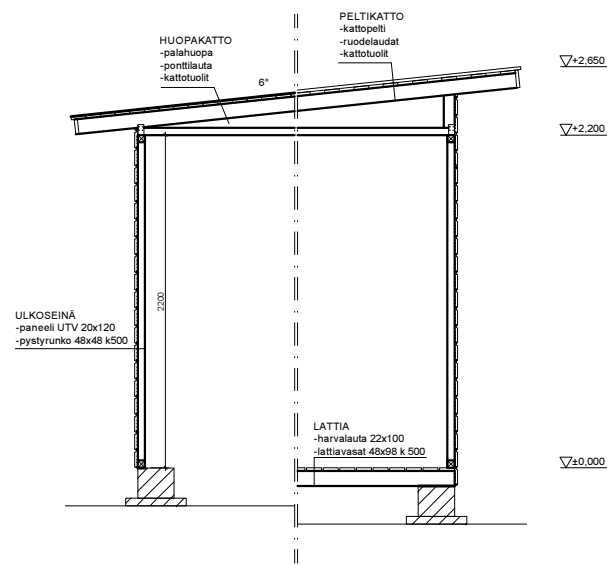 PELTIKATTO
-kattopelti
-ruodelaudat
-kattotuolit
HUOPAKATTO
-palahuopa
-ponttilauta
-kattotuolit
6°
+2,650
+2,200
2200
ULKOSEINÄ
-paneeli UTV 20x120
-pystyrunko 48x48 k500
LATTIA
-harvalauta 22x100
-lattiavasat 48x98 k 500
±0,000